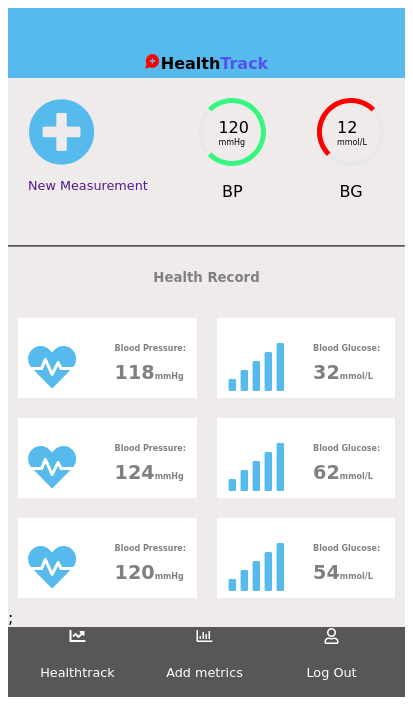 HealthTrack
120
mmHg
12
mmol/L
New Measurement
BP
BG
Health Record
Blood Pressure:
118mmHg
Blood Glucose:
32mmol/L
Blood Pressure:
124mmHg
Blood Glucose:
62mmol/L
Blood Pressure:
120mmHg
Blood Glucose:
54mmol/L
;
Healthtrack
Add metrics
Log Out